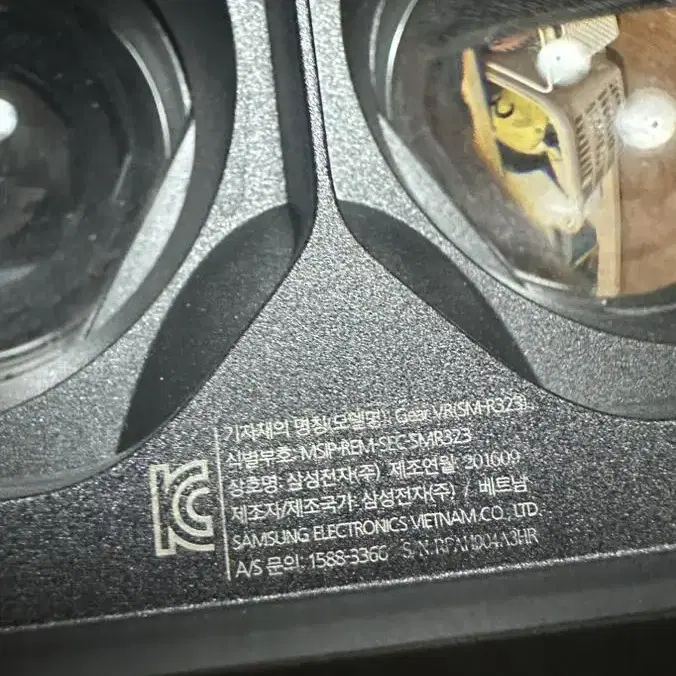 기자재의 명칭(모델명): Gear VR(SM-R323)
식별부호: MSIP-REM-SEC-SMR323
상호명: 삼성전자(주) 제조연월: 201609
제조자/제조국가: 삼성전자(주) / 베트남
SAMSUNG ELECTRONICS VIETNAM CO., LTD
A/S 문의: 1588-3366 S/N: